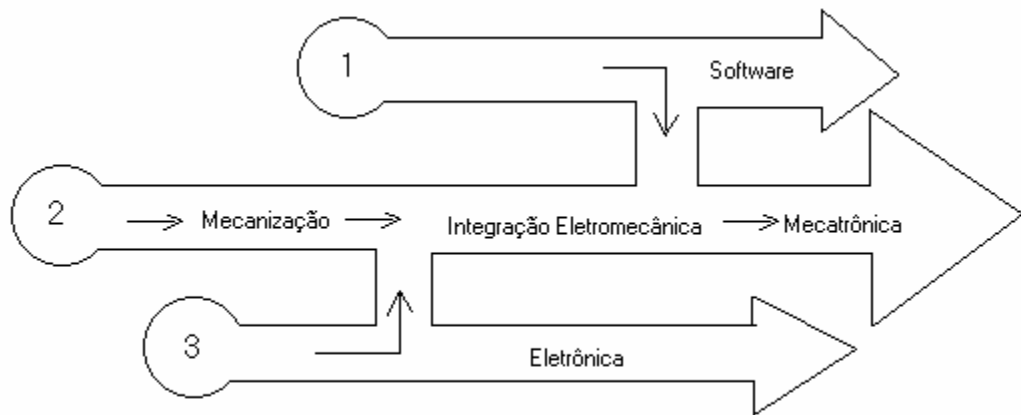 1
Software
2
Mecanização
Integração Eletromecânica
Mecatrônica
3
Eletrônica